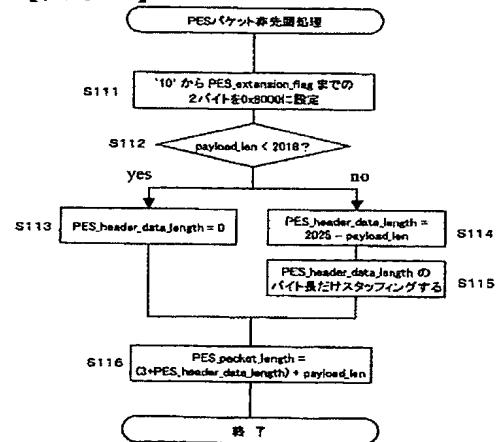 PESパケット非先頭処理
S111
'10' から PES_extension_flag までの
2バイトを0x8000に設定
S112
payload_len < 2018?
yes
no
S113
PES_header_data_length = 0
PES_header_data_length =
2025 - payload_len
S114
PES_header_data_length の
バイト長だけスタッフィングする
S115
S116
PES_packet_length =
(3+PES_header_data_length) + payload_len
終 了